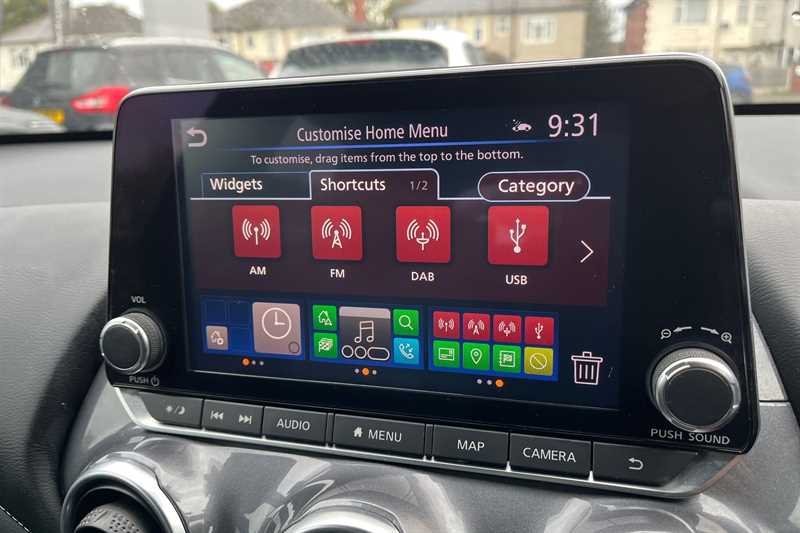 Customise Home Menu
9:31
To customise, drag items from the top to the bottom.
Widgets
Shortcuts 1/2
Category
AM
FM
DAB
USB
VOL
PUSH
PUSH SOUND
AUDIO
MENU
MAP
CAMERA